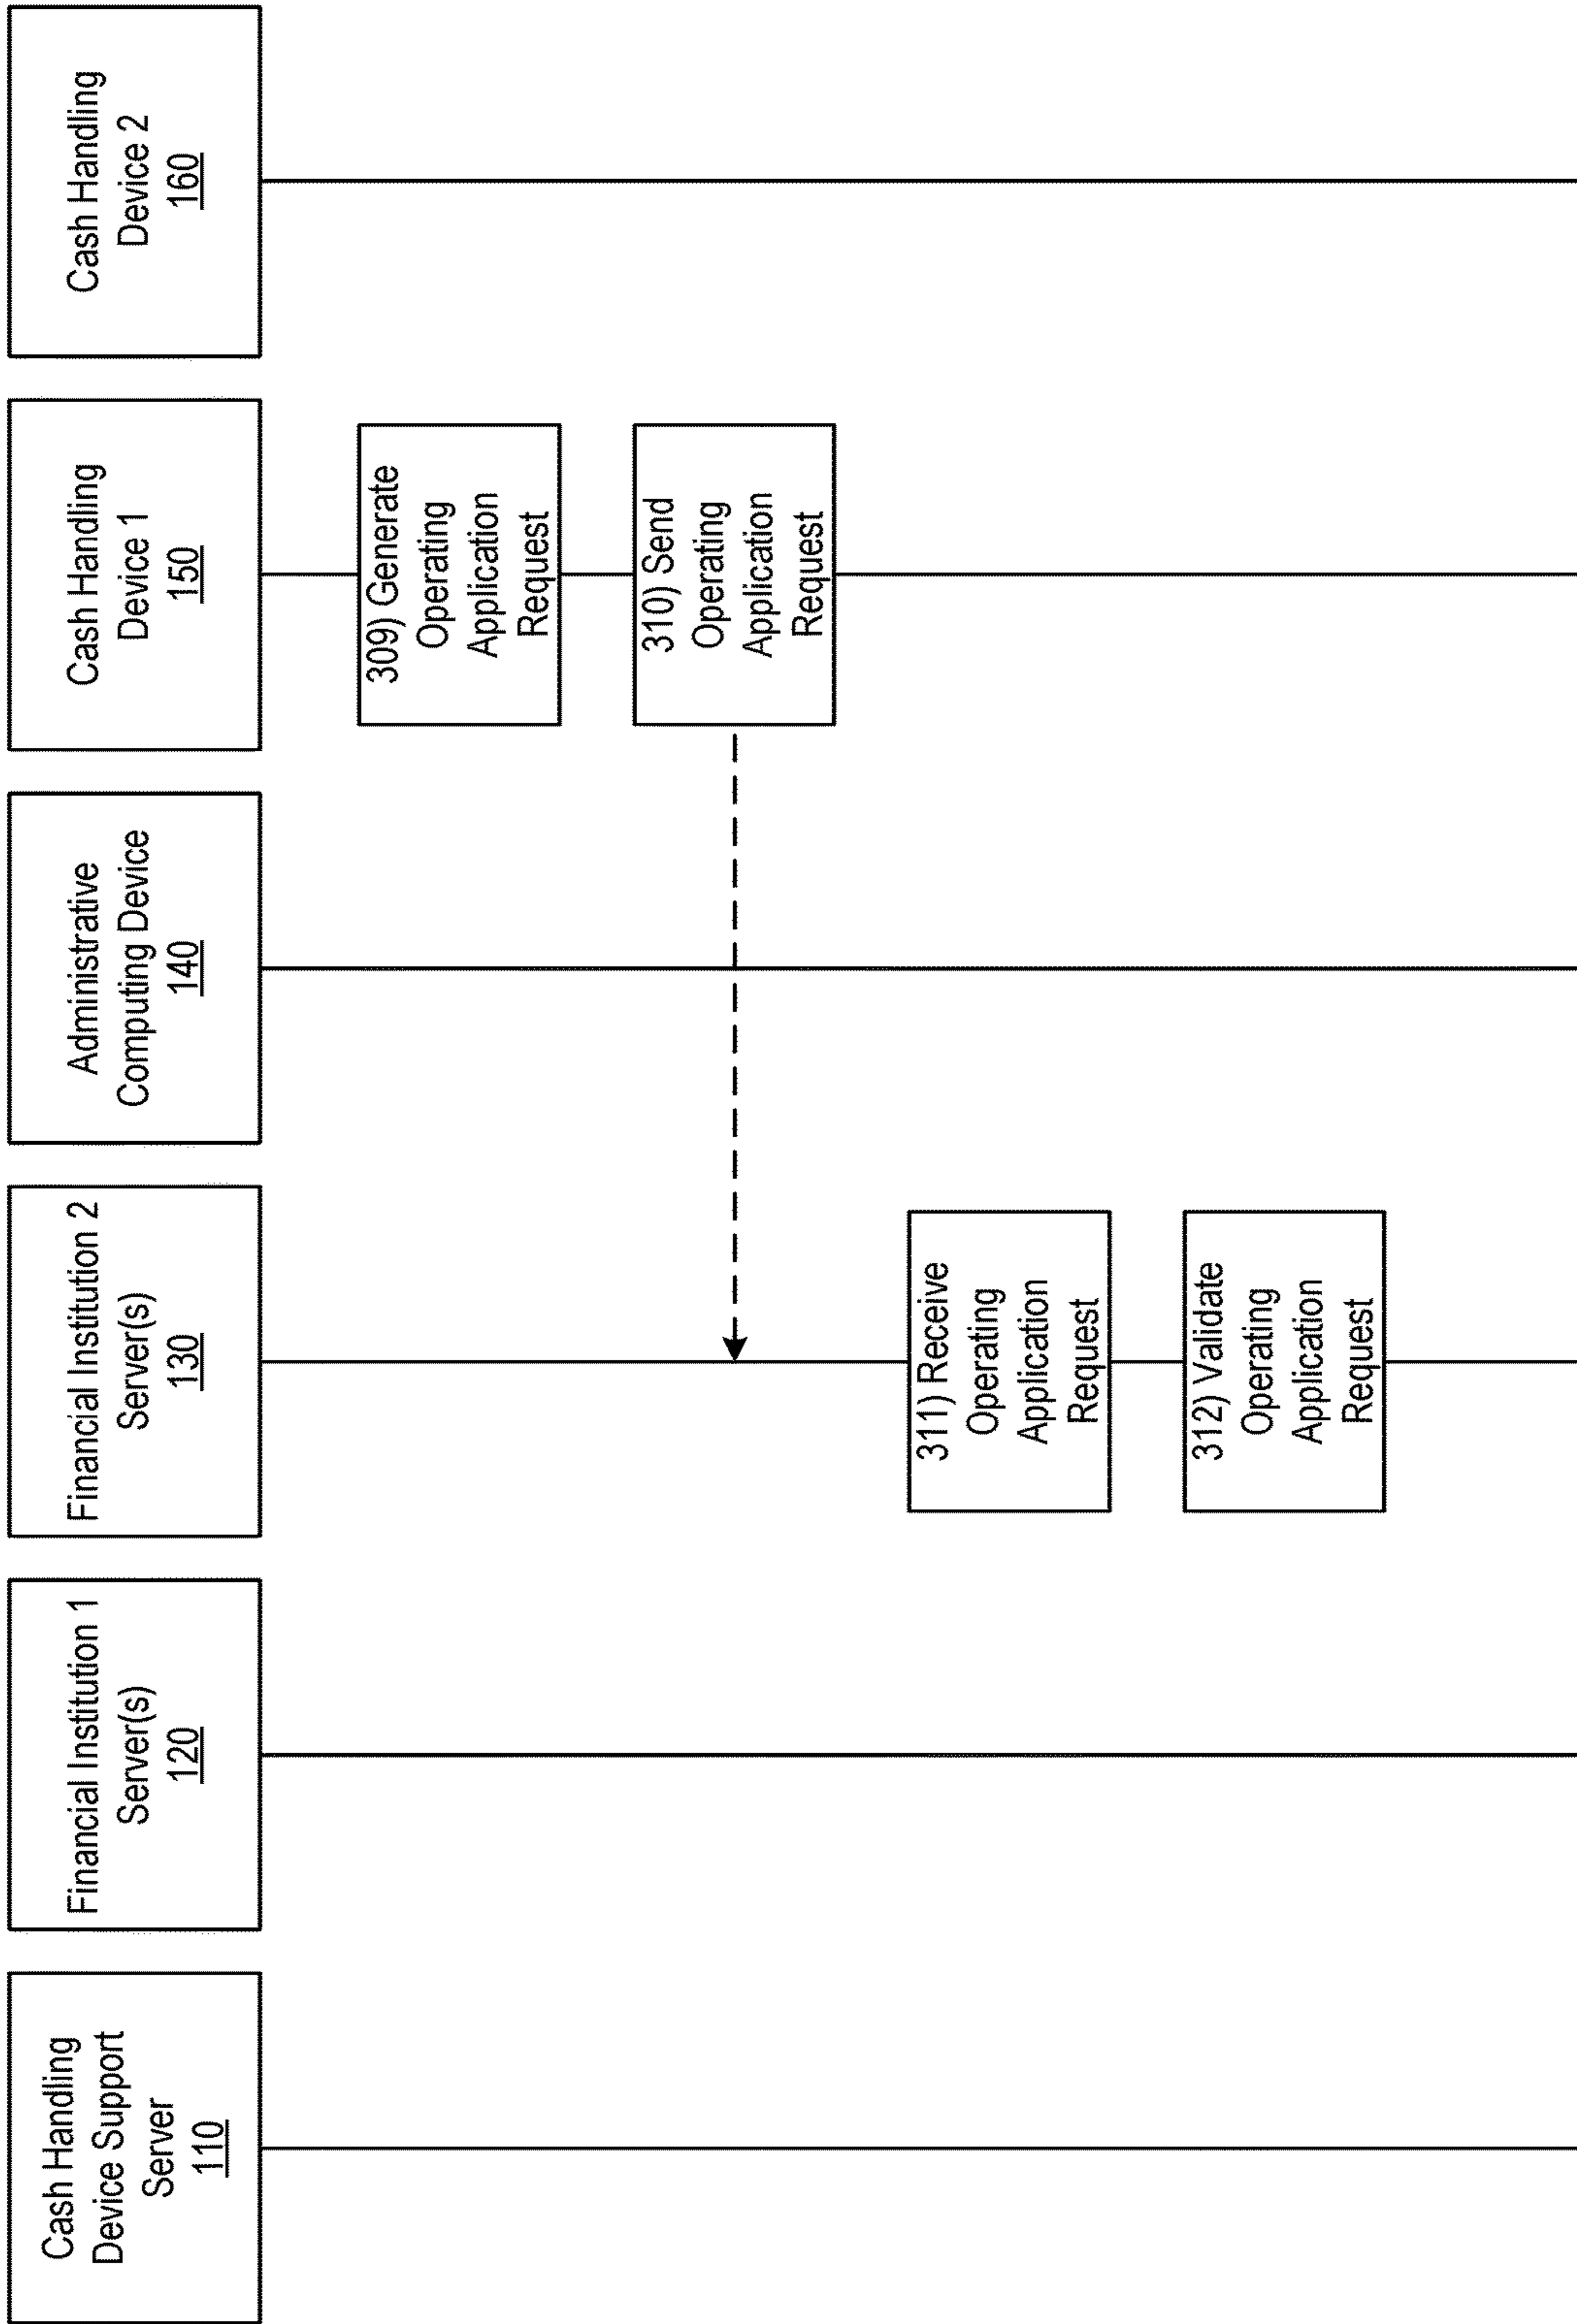 Cash Handling
Device Support
Server
110
Financial Institution 1
Server(s)
120
Financial Institution 2
Server(s)
130
Administrative
Computing Device
140
Cash Handling
Device 1
150
Cash Handling
Device 2
160
309) Generate
Operating
Application
Request
310) Send
Operating
Application
Request
311) Receive
Operating
Application
Request
312) Validate
Operating
Application
Request